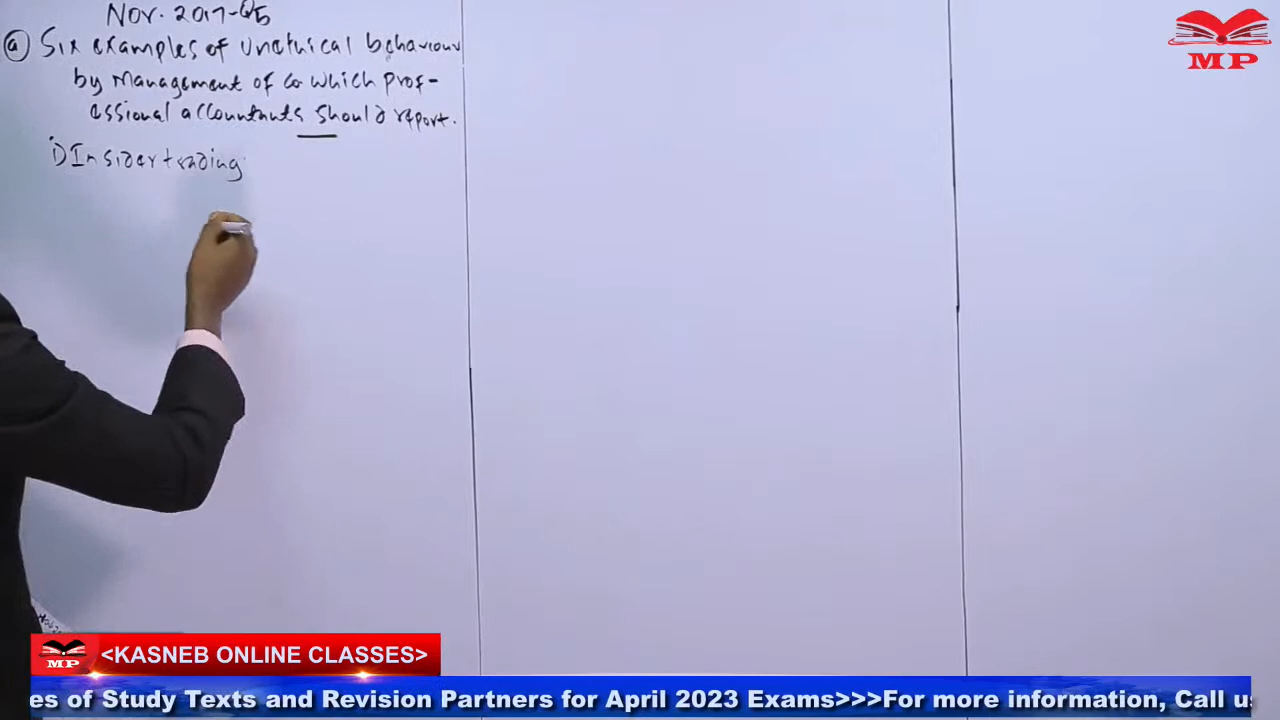 Nov. 2017-Q5
(a) Six examples of unethical behaviour
by Management of co which prof-
essional accountants should report.
i) Insider trading
MP
MP
<KASNEB ONLINE CLASSES>
es of Study Texts and Revision Partners for April 2023 Exams>>>For more information, Call us